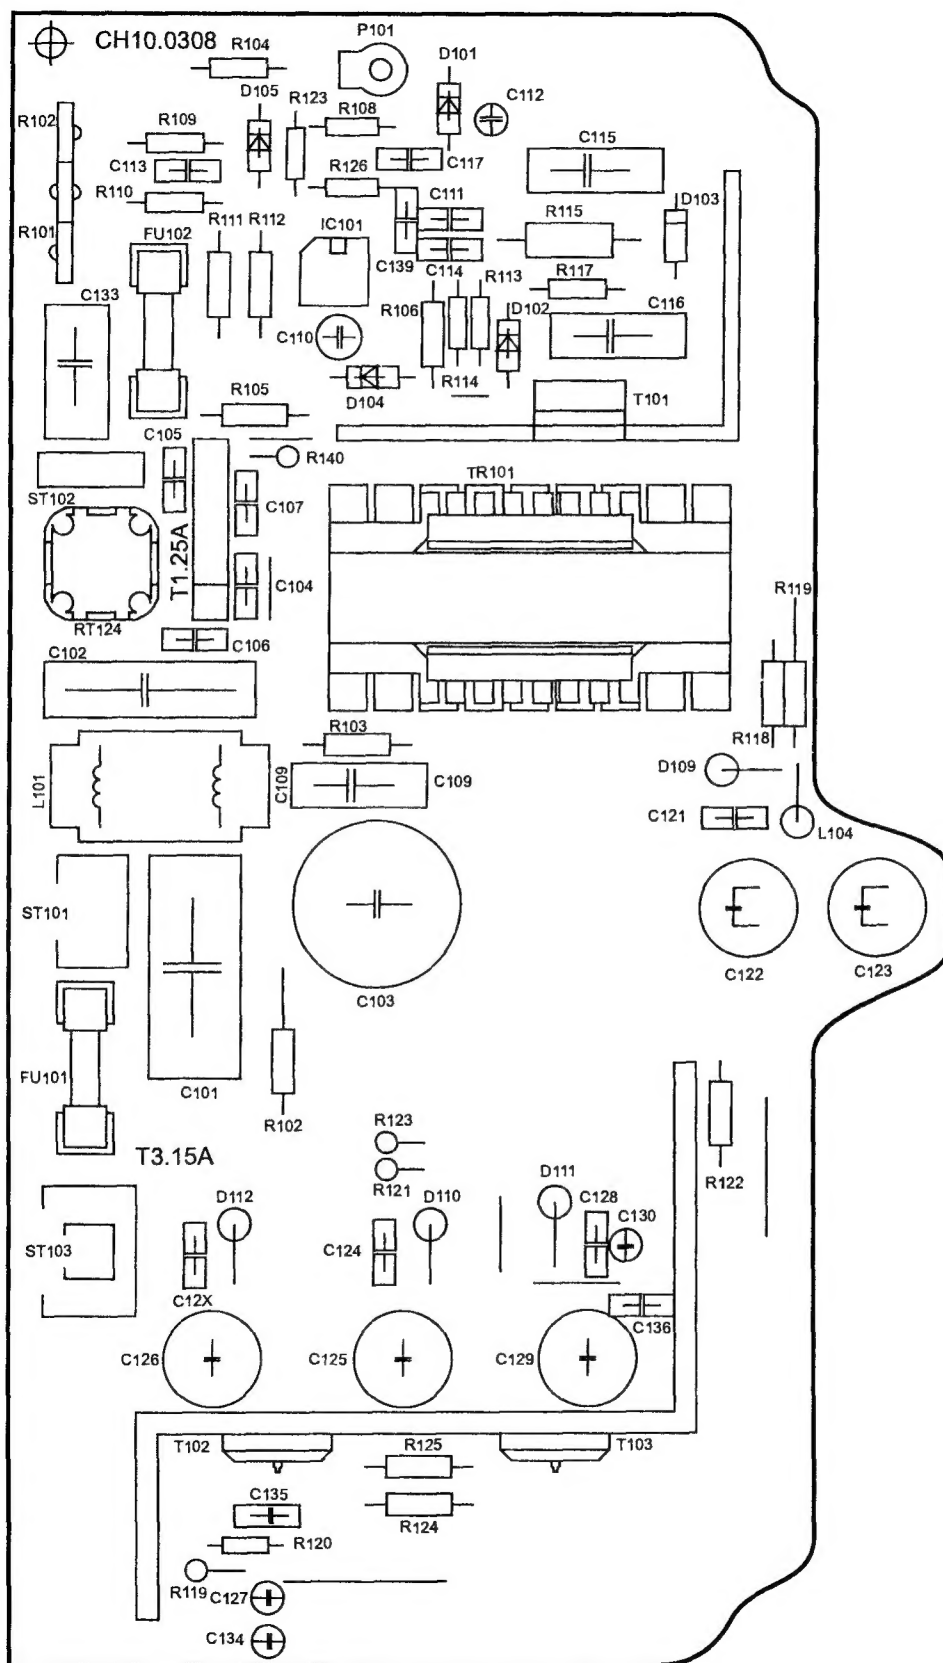 CH10.0308
P101
R104
D101
D105
R123
C112
R102
R109
R108
C115
C113
C117
R126
R110
C111
D103
R111
R112
IC101
R115
R101
FU102
C139
C114
R113
R117
C133
R106
D102
C116
C110
R114
D104
R105
T101
C105
R140
ST102
TR101
C107
T1.25A
C104
R119
RT124
C106
C102
R103
R118
L101
C109
C109
D109
C121
L104
ST101
C122
C123
C103
FU101
C101
R102
R123
T3.15A
R121
R122
D112
D110
D111
C128
C130
ST103
C124
C12X
C136
C126
C125
C129
T102
R125
T103
C135
R124
R120
R119
C127
C134